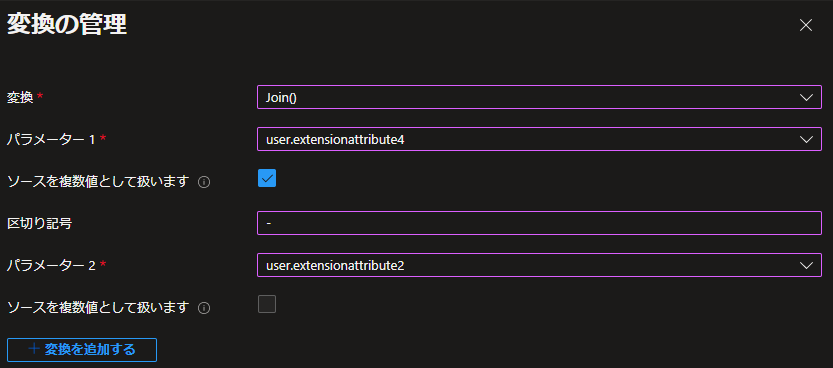 変換の管理
変換 *
Join()
パラメーター 1 *
user.extensionattribute4
ソースを複数値として扱います
区切り記号
-
パラメーター 2 *
user.extensionattribute2
ソースを複数値として扱います
+ 変換を追加する